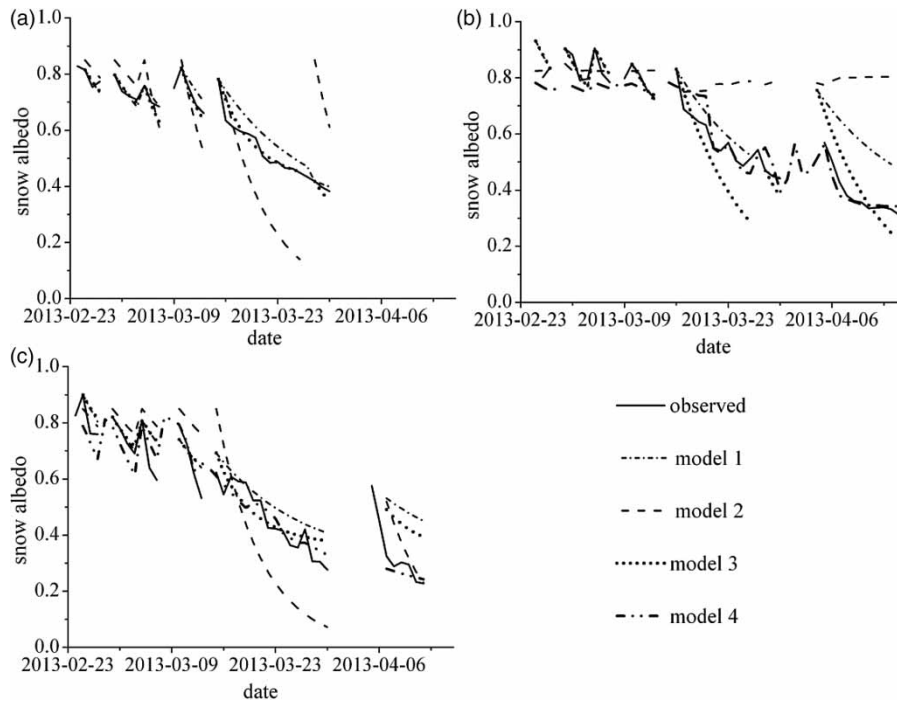 (a)
1.0
0.8
0.6
0.4
0.2
0.0
snow albedo
2013-02-23 2013-03-09 2013-03-23 2013-04-06
date
(b)
1.0
0.8
0.6
0.4
0.2
0.0
snow albedo
2013-02-23 2013-03-09 2013-03-23 2013-04-06
date
(c)
1.0
0.8
0.6
0.4
0.2
0.0
snow albedo
2013-02-23 2013-03-09 2013-03-23 2013-04-06
date
observed
model 1
model 2
model 3
model 4